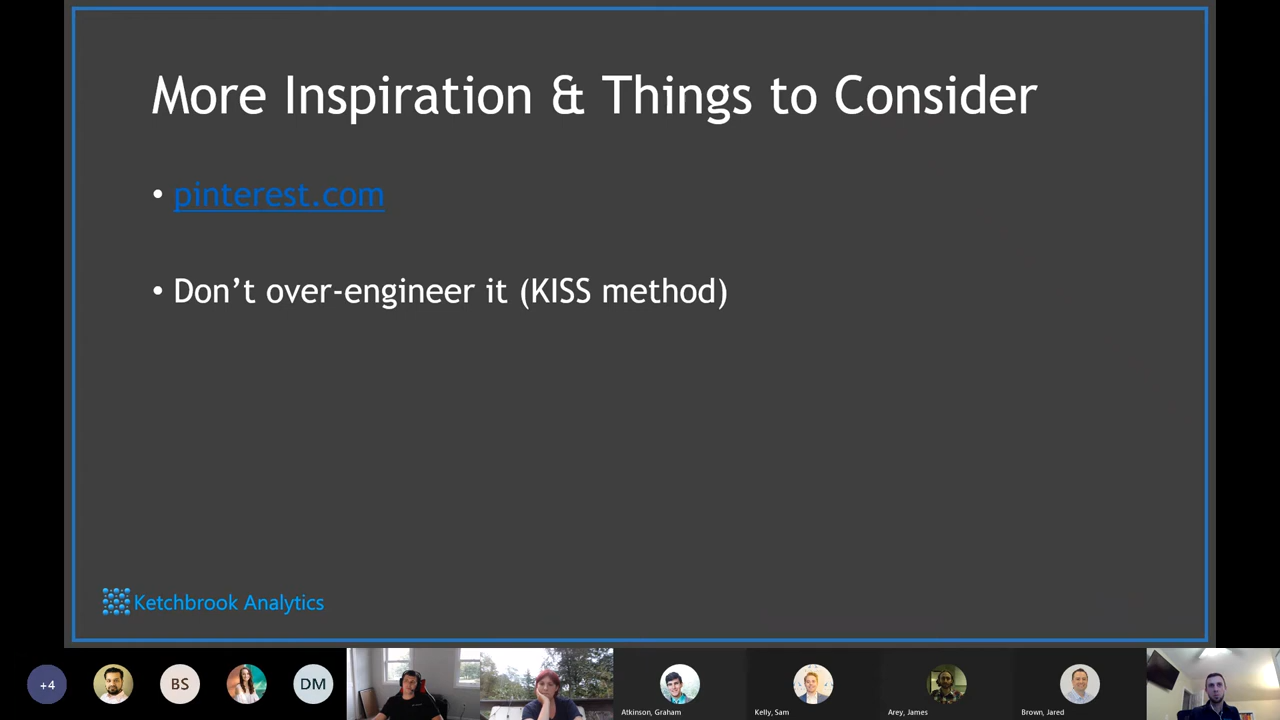 More Inspiration & Things to Consider
• pinterest.com
• Don’t over-engineer it (KISS method)
Ketchbrook Analytics
+4
BS
DM
Atkinson, Graham
Kelly, Sam
Arey, James
Brown, Jared